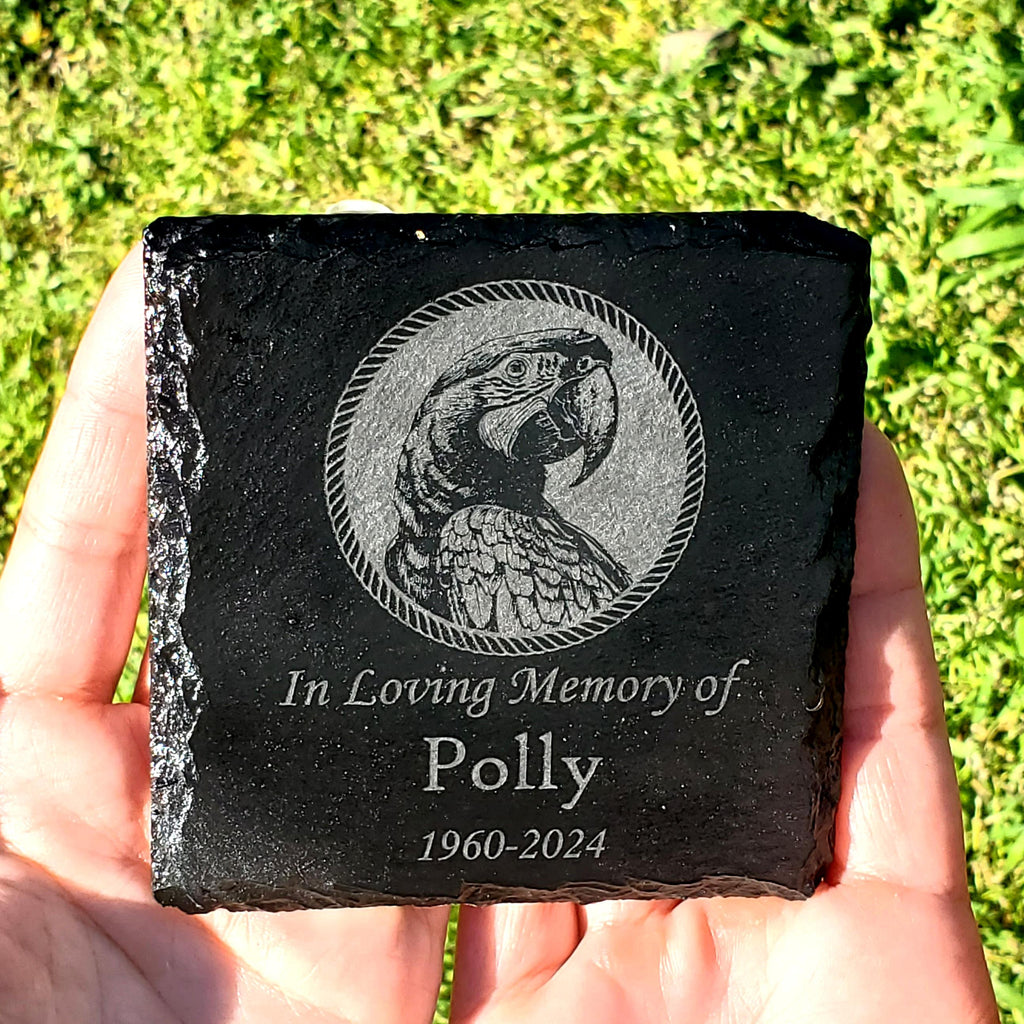 In Loving Memory of
Polly
1960-2024